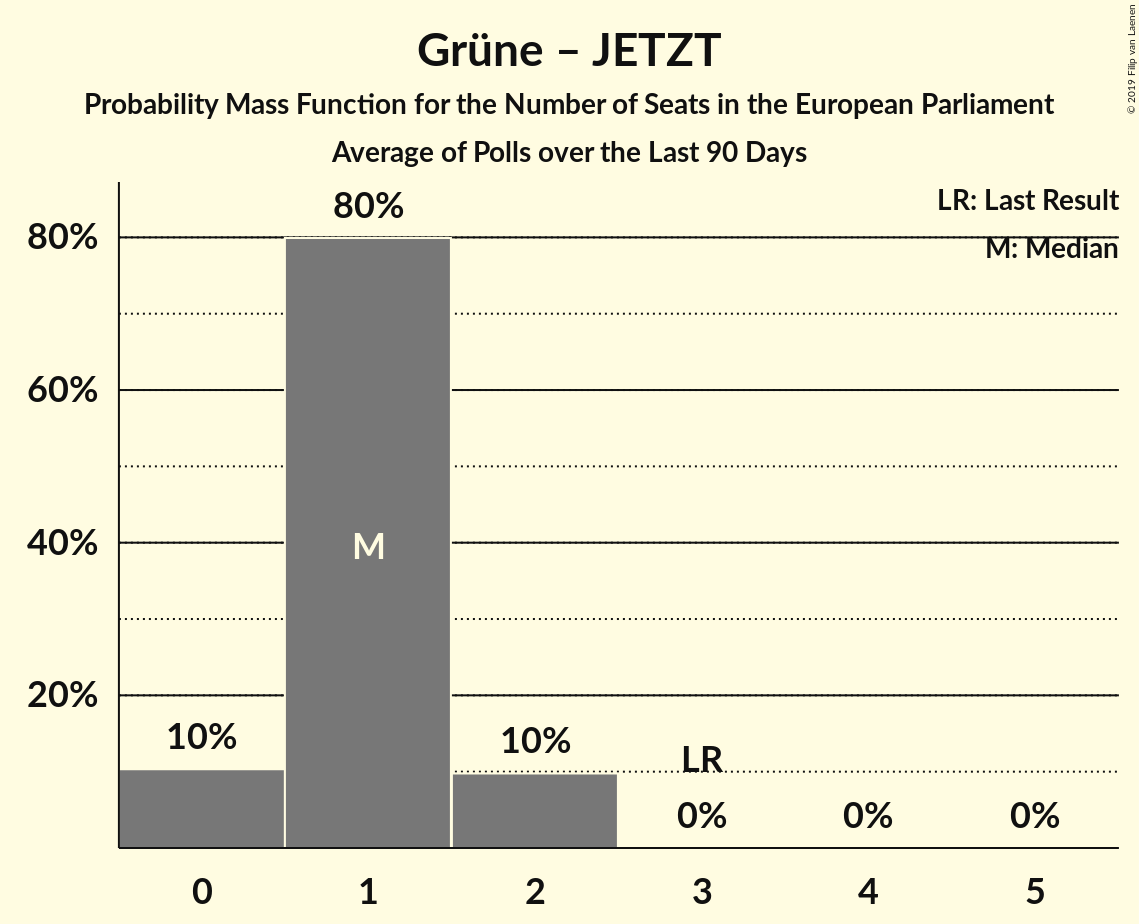 Grüne – JETZT
Probability Mass Function for the Number of Seats in the European Parliament
Average of Polls over the Last 90 Days
© 2019 Filip van Laenen
LR: Last Result
M: Median
80%
80%
60%
40%
20%
M
10%
10%
LR
0%
0%
0%
0
1
2
3
4
5